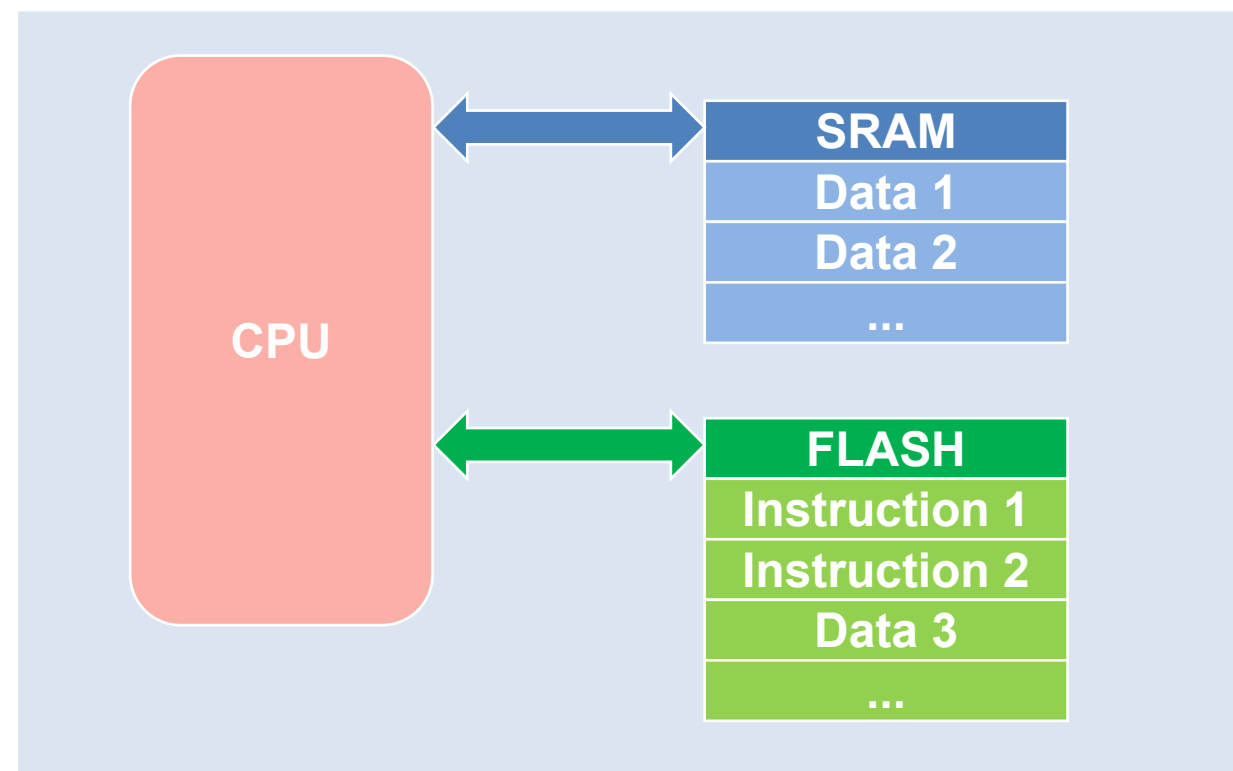 CPU
SRAM
Data 1
Data 2
...
FLASH
Instruction 1
Instruction 2
Data 3
...